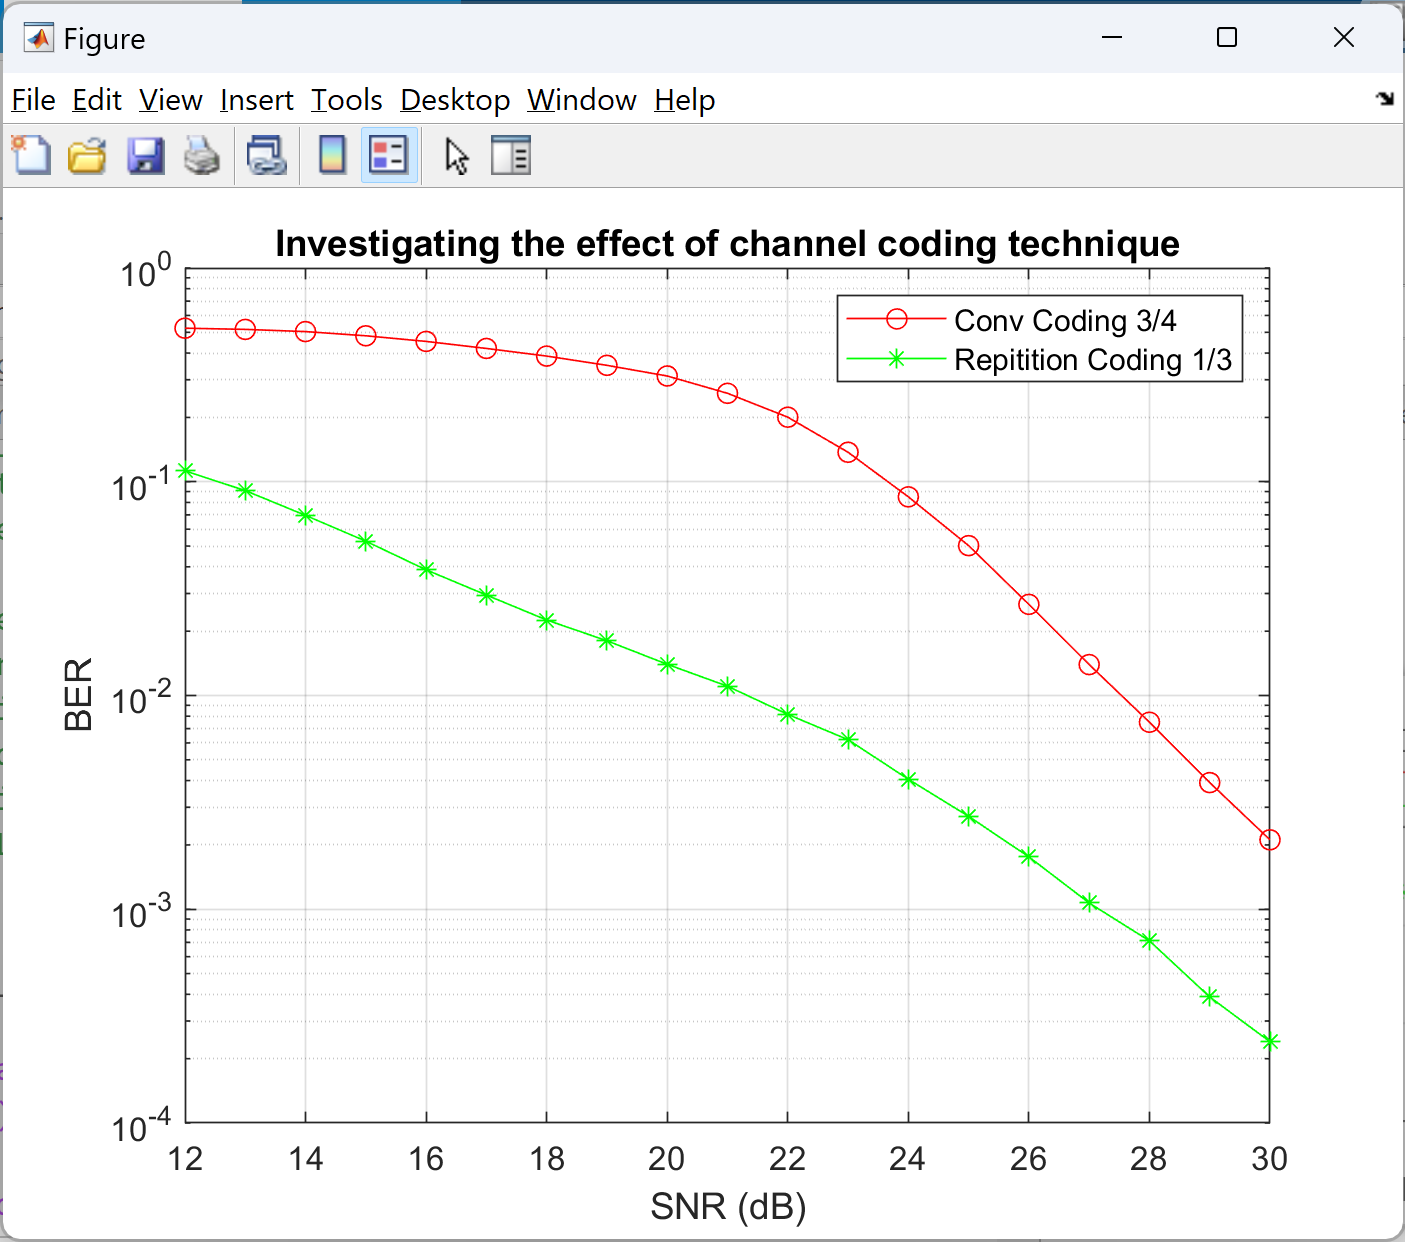 Figure
File Edit View Insert Tools Desktop Window Help
Investigating the effect of channel coding technique
Conv Coding 3/4
Repitition Coding 1/3
10^0
10^-1
10^-2
10^-3
10^-4
BER
12 14 16 18 20 22 24 26 28 30
SNR (dB)